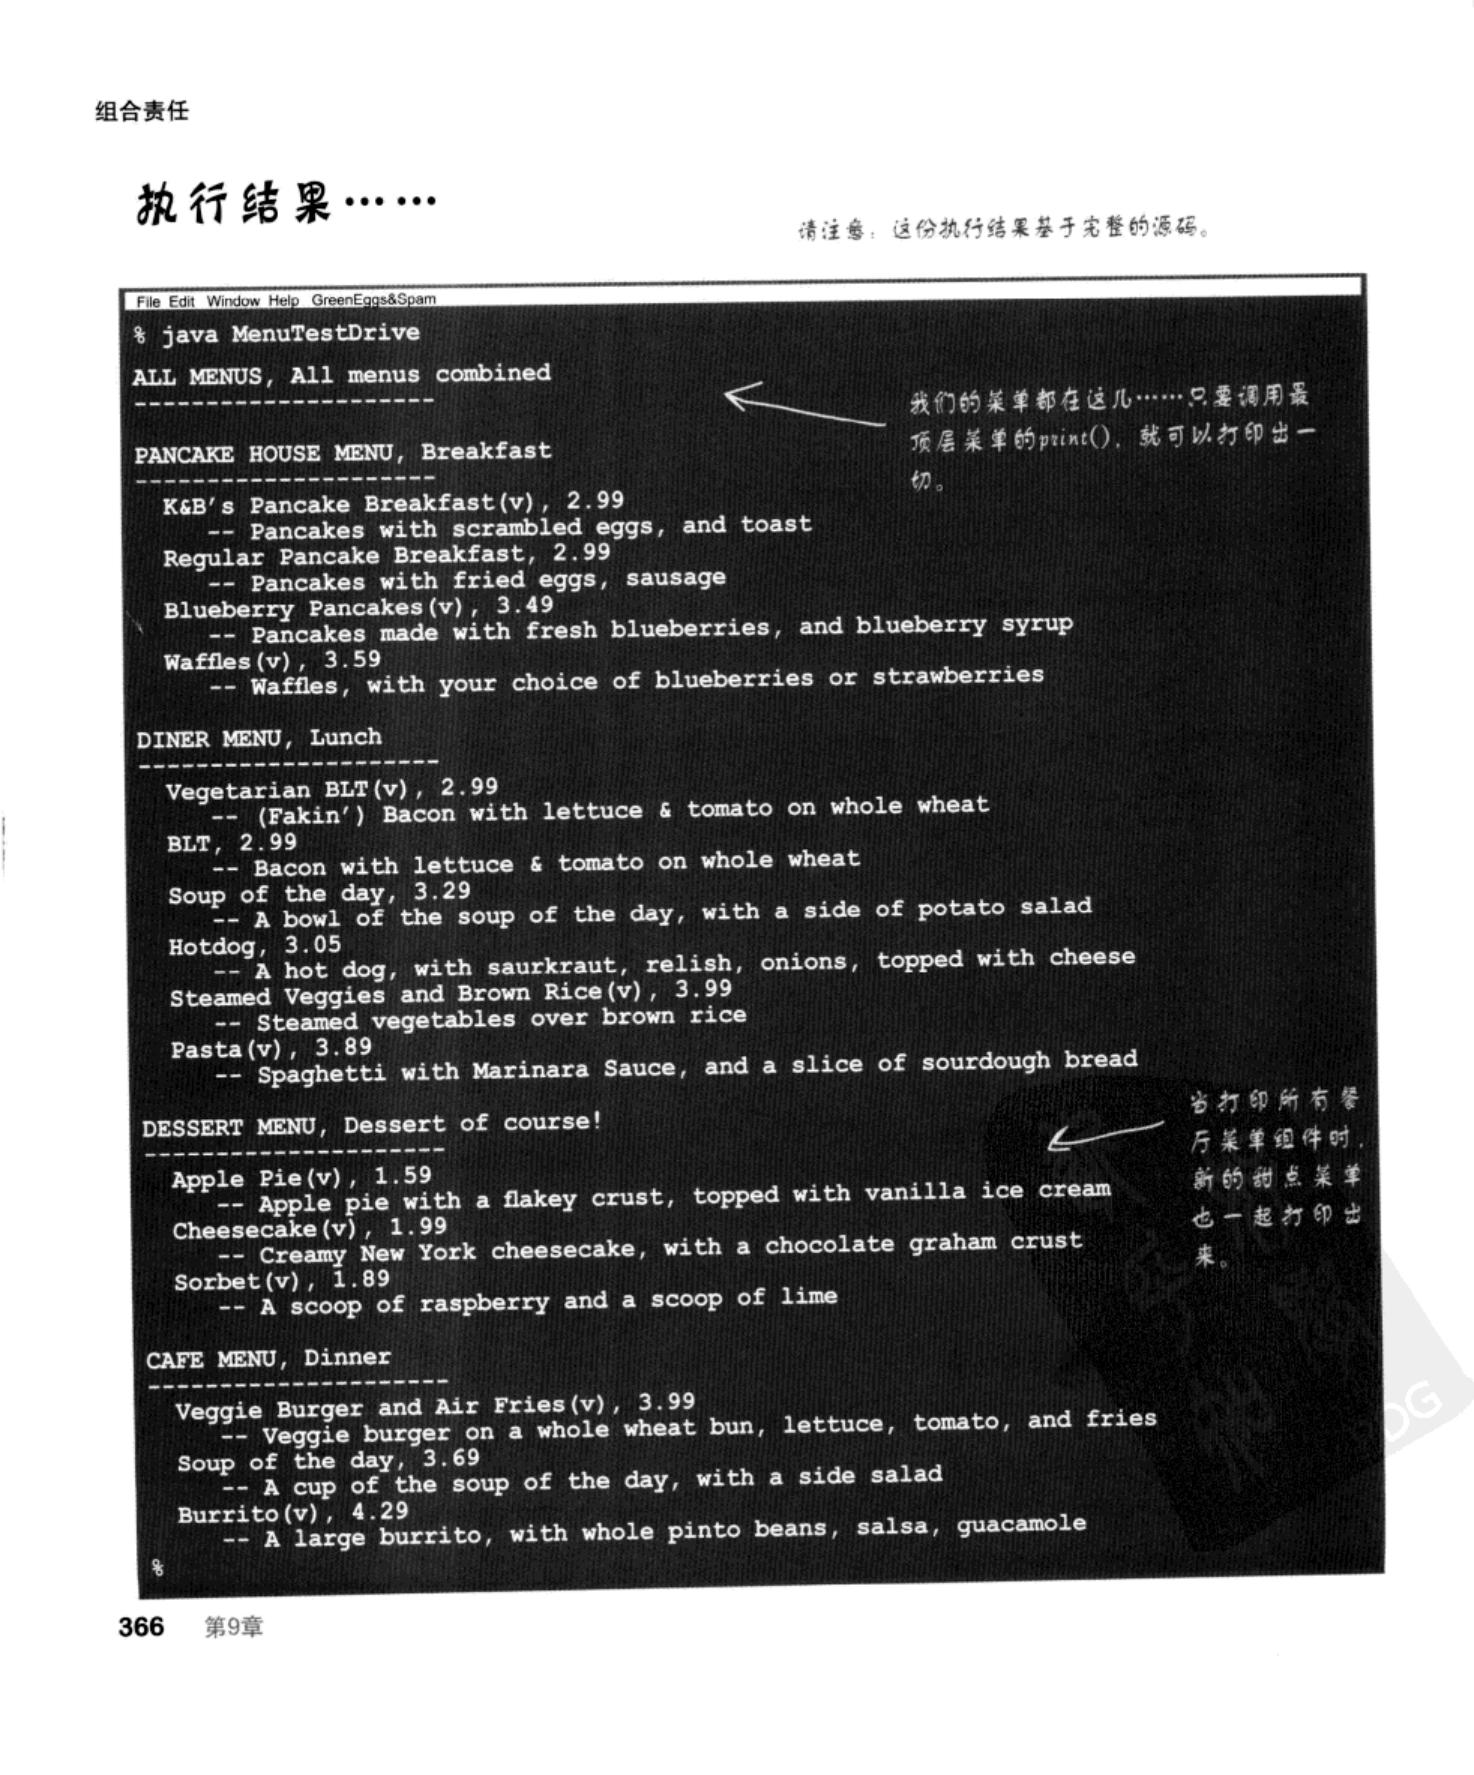 组合责任
执行结果……
请注意：这份执行结果基于完整的源码。
File Edit Window Help GreenEggs&Spam
% java MenuTestDrive
ALL MENUS, All menus combined
---------------------
我们的菜单都在这儿……只要调用最
顶层菜单的print()，就可以打印出一
切。
PANCAKE HOUSE MENU, Breakfast
---------------------
K&B's Pancake Breakfast(v), 2.99
-- Pancakes with scrambled eggs, and toast
Regular Pancake Breakfast, 2.99
-- Pancakes with fried eggs, sausage
Blueberry Pancakes(v), 3.49
-- Pancakes made with fresh blueberries, and blueberry syrup
Waffles(v), 3.59
-- Waffles, with your choice of blueberries or strawberries
DINER MENU, Lunch
---------------------
Vegetarian BLT(v), 2.99
-- (Fakin') Bacon with lettuce & tomato on whole wheat
BLT, 2.99
-- Bacon with lettuce & tomato on whole wheat
Soup of the day, 3.29
-- A bowl of the soup of the day, with a side of potato salad
Hotdog, 3.05
-- A hot dog, with saurkraut, relish, onions, topped with cheese
Steamed Veggies and Brown Rice(v), 3.99
-- Steamed vegetables over brown rice
Pasta(v), 3.89
-- Spaghetti with Marinara Sauce, and a slice of sourdough bread
DESSERT MENU, Dessert of course!
---------------------
Apple Pie(v), 1.59
-- Apple pie with a flakey crust, topped with vanilla ice cream
Cheesecake(v), 1.99
-- Creamy New York cheesecake, with a chocolate graham crust
Sorbet(v), 1.89
-- A scoop of raspberry and a scoop of lime
当打印所有餐
厅菜单组件时，
新的甜点菜单
也一起打印出
来。
CAFE MENU, Dinner
---------------------
Veggie Burger and Air Fries(v), 3.99
-- Veggie burger on a whole wheat bun, lettuce, tomato, and fries
Soup of the day, 3.69
-- A cup of the soup of the day, with a side salad
Burrito(v), 4.29
-- A large burrito, with whole pinto beans, salsa, guacamole
%
366 第9章